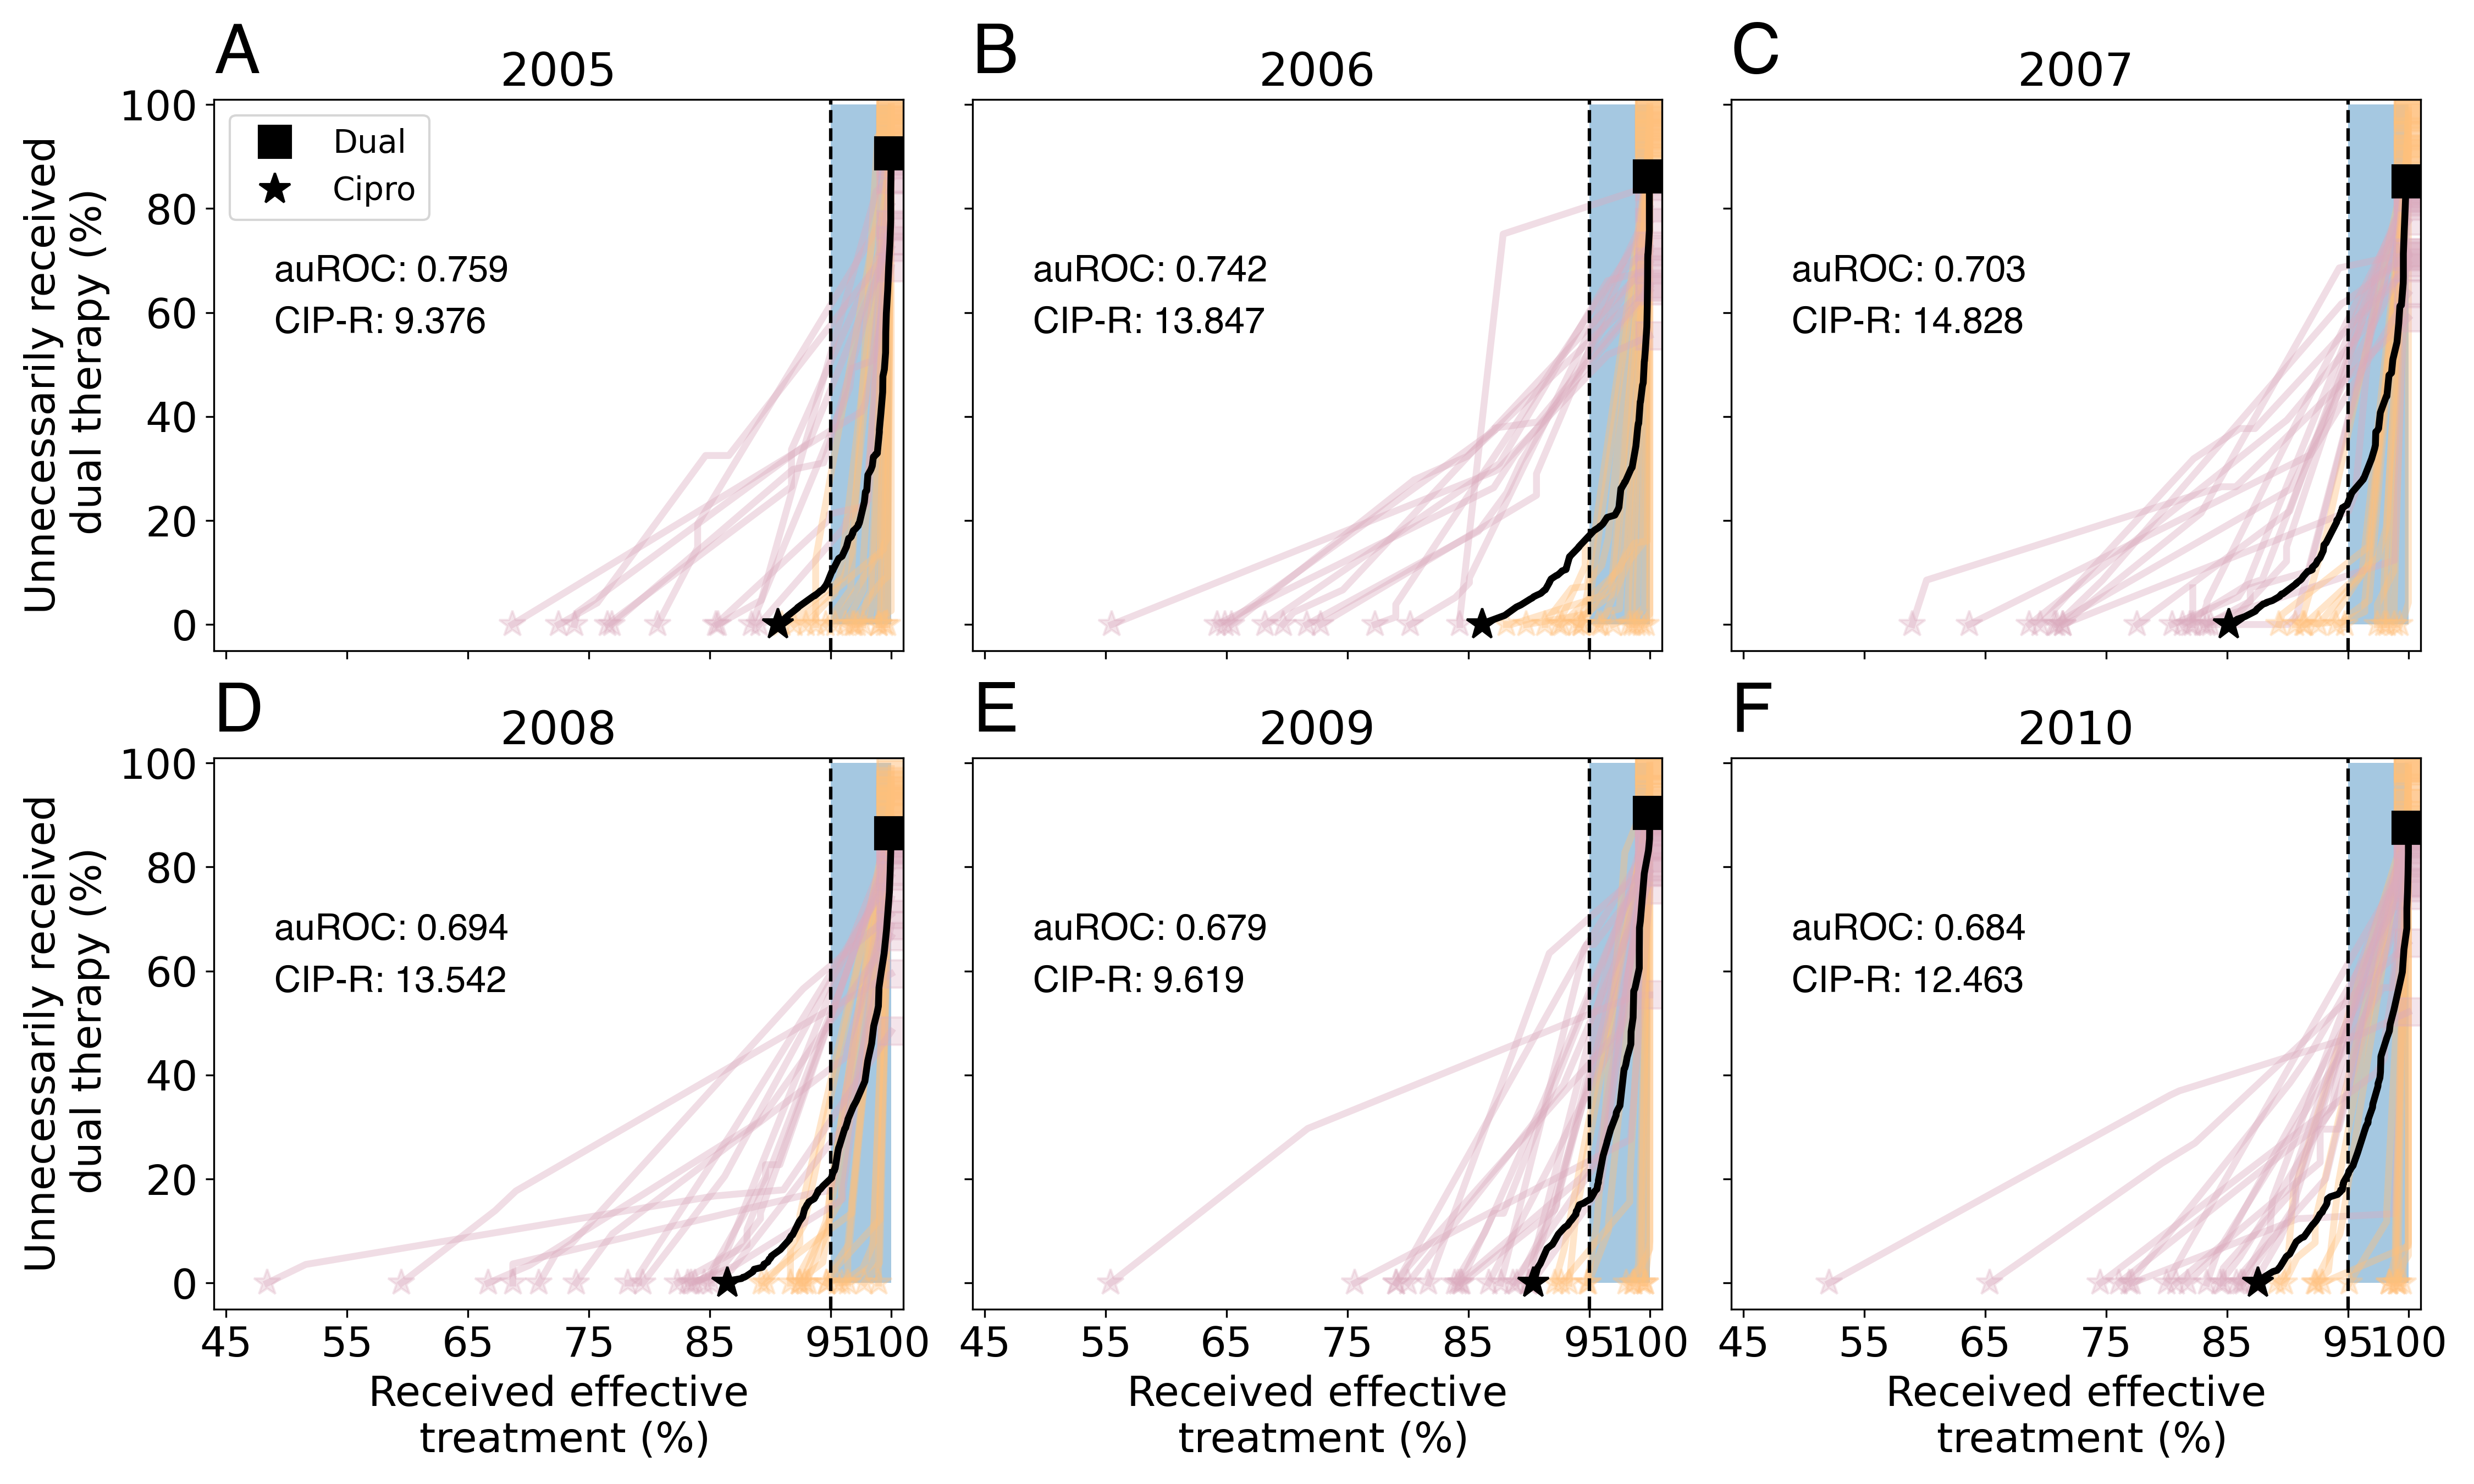 A
2005
B
2006
C
2007
Unnecessarily received
dual therapy (%)
100
80
60
40
20
0
Dual
Cipro
auROC: 0.759
CIP-R: 9.376
auROC: 0.742
CIP-R: 13.847
auROC: 0.703
CIP-R: 14.828
D
2008
E
2009
F
2010
Unnecessarily received
dual therapy (%)
100
80
60
40
20
0
auROC: 0.694
CIP-R: 13.542
auROC: 0.679
CIP-R: 9.619
auROC: 0.684
CIP-R: 12.463
45 55 65 75 85 95 100
45 55 65 75 85 95 100
45 55 65 75 85 95 100
Received effective
treatment (%)
Received effective
treatment (%)
Received effective
treatment (%)